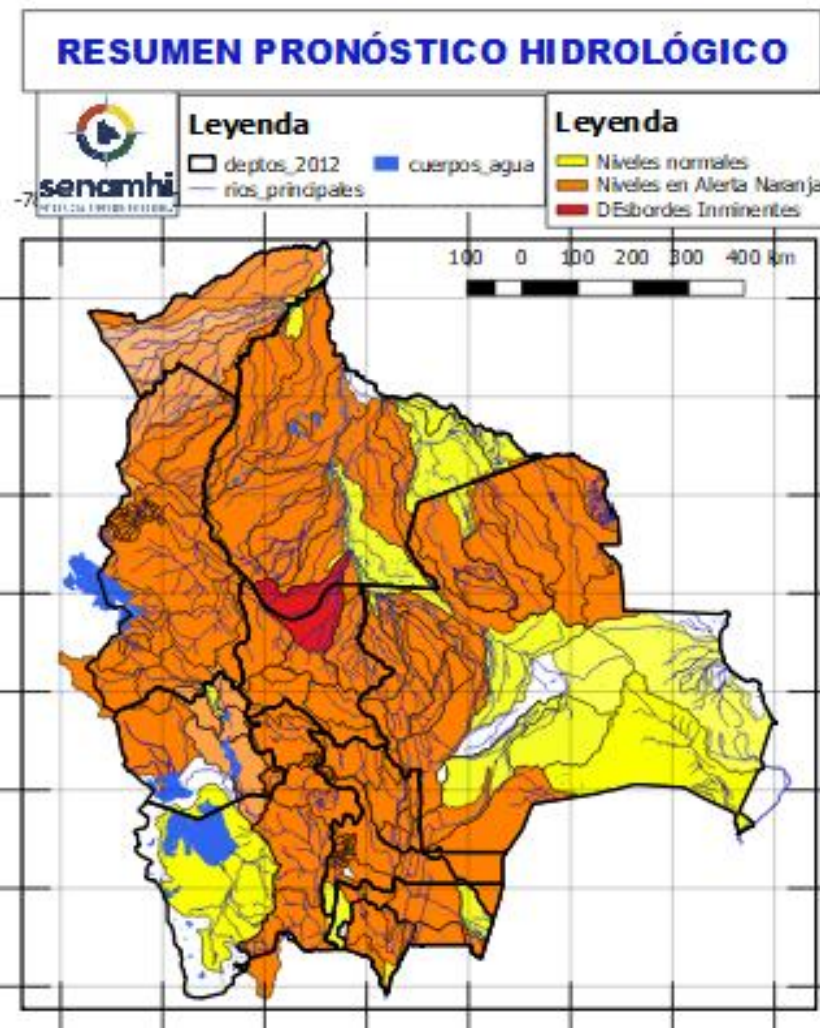 RESUMEN PRONÓSTICO HIDROLÓGICO
senamhi
Leyenda
deptos_2012
cuerpos_agua
rios_principales
Leyenda
Niveles normales
Niveles en Alerta Naranja
DEsbordes Inminentes
100 0 100 200 300 400 km